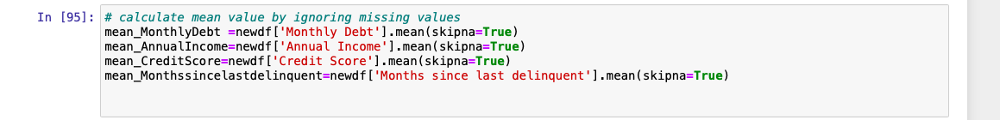 In [95]: # calculate mean value by ignoring missing values
mean_MonthlyDebt =newdf['Monthly Debt'].mean(skipna=True)
mean_AnnualIncome=newdf['Annual Income'].mean(skipna=True)
mean_CreditScore=newdf['Credit Score'].mean(skipna=True)
mean_Monthssincelastdelinquent=newdf['Months since last delinquent'].mean(skipna=True)